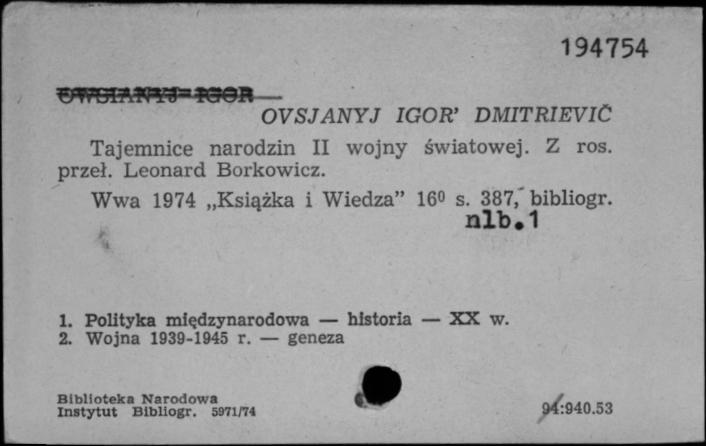 194754
OWSIANYJ IGOR
OVSJANYJ IGOR’ DMITRIEVIČ
Tajemnice narodzin II wojny światowej. Z ros.
przeł. Leonard Borkowicz.
Wwa 1974 „Książka i Wiedza” 16⁰ s. 387, bibliogr.
nlb.1
1. Polityka międzynarodowa — historia — XX w.
2. Wojna 1939-1945 r. — geneza
Biblioteka Narodowa
Instytut Bibliogr. 5971/74
94:940.53